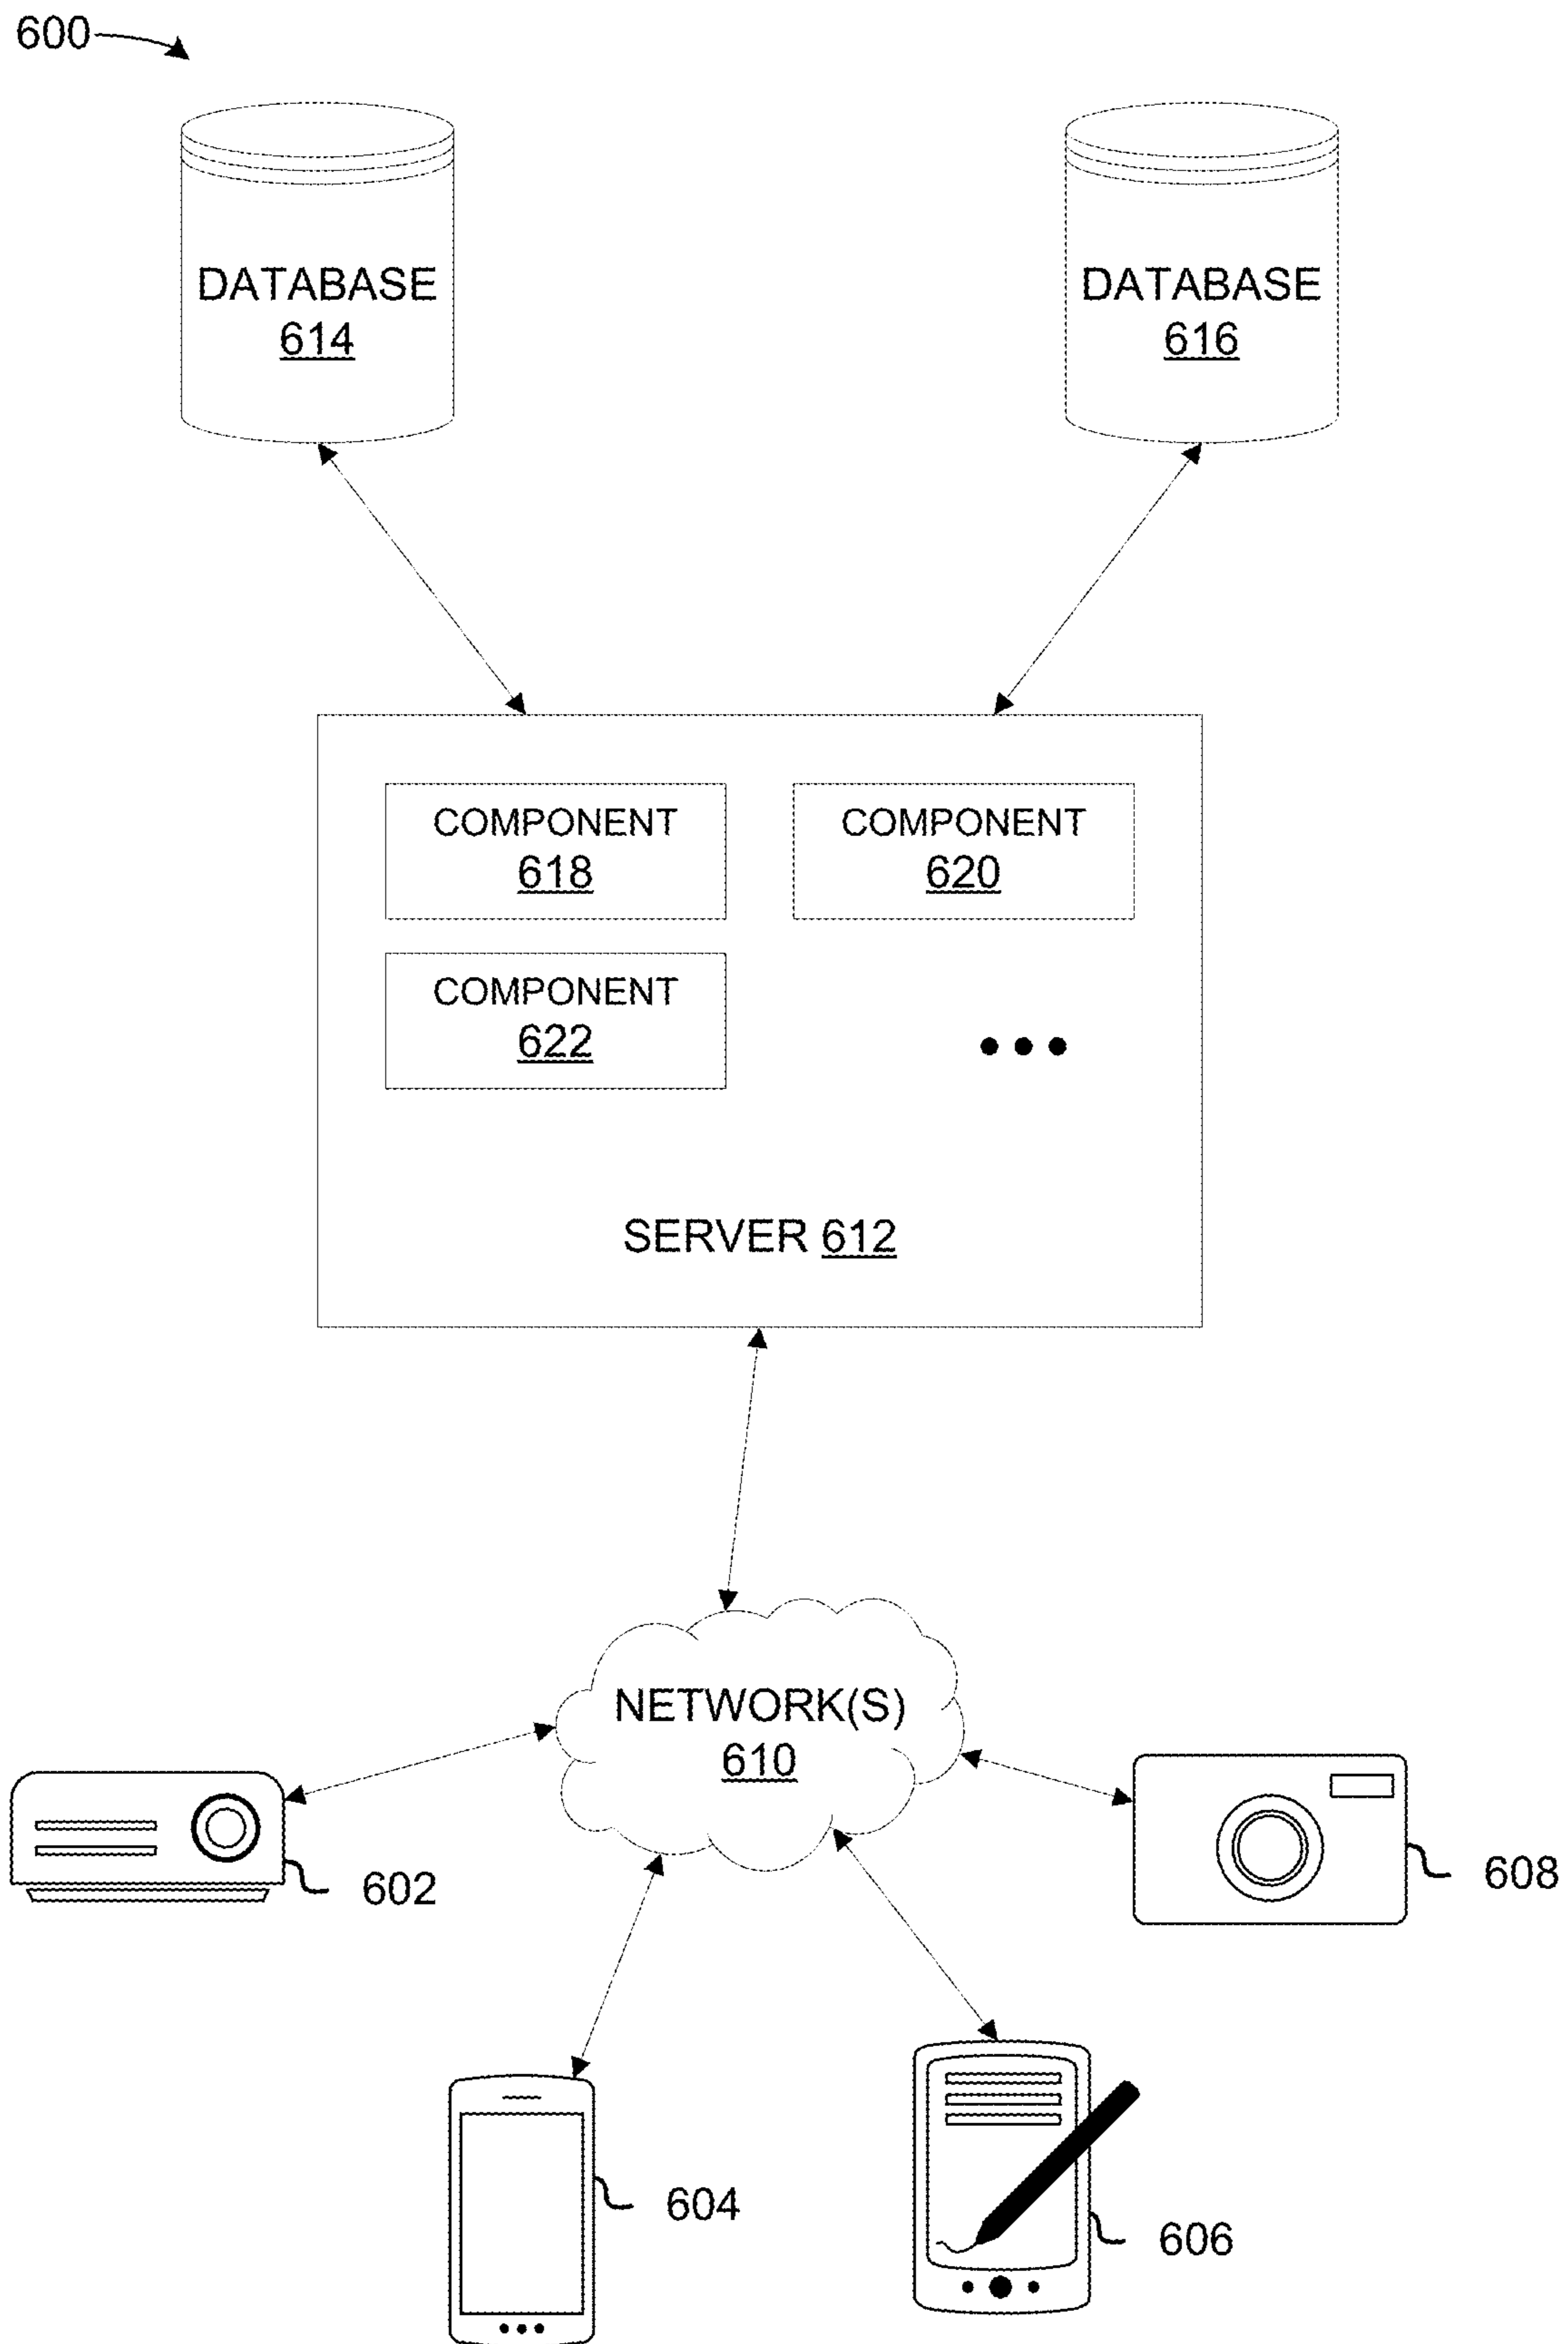 600
DATABASE
614
DATABASE
616
COMPONENT
618
COMPONENT
620
COMPONENT
622
SERVER 612
NETWORK(S)
610
602
608
604
606